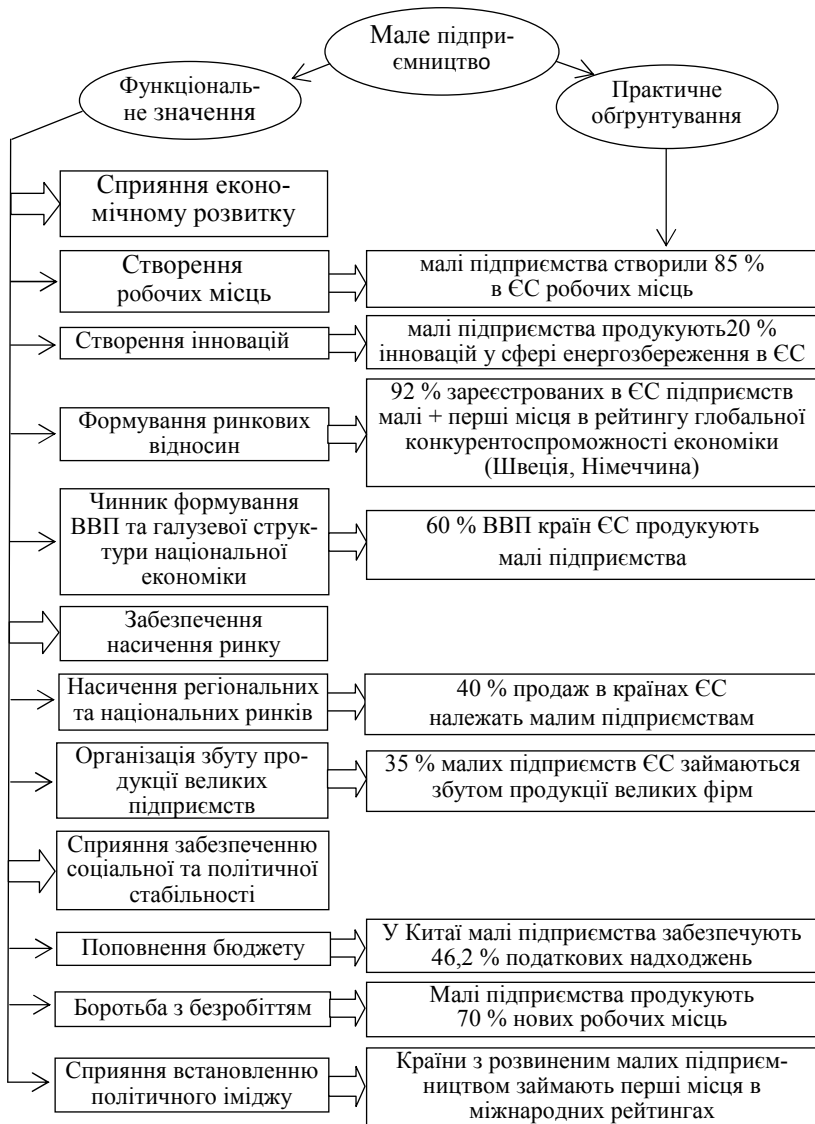 Мале підпри-
ємництво
Функціональ-
не значення
Практичне
обґрунтування
Сприяння еконо-
мічному розвитку
Створення
робочих місць
малі підприємства створили 85 %
в ЄС робочих місць
Створення інновацій
малі підприємства продукують20 %
інновацій у сфері енергозбереження в ЄС
Формування ринкових
відносин
92 % зареєстрованих в ЄС підприємств
малі + перші місця в рейтингу глобальної
конкурентоспроможності економіки
(Швеція, Німеччина)
Чинник формування
ВВП та галузевої струк-
тури національної
економіки
60 % ВВП країн ЄС продукують
малі підприємства
Забезпечення
насичення ринку
Насичення регіональних
та національних ринків
40 % продаж в країнах ЄС
належать малим підприємствам
Організація збуту про-
дукції великих
підприємств
35 % малих підприємств ЄС займаються
збутом продукції великих фірм
Сприяння забезпеченню
соціальної та політичної
стабільності
Поповнення бюджету
У Китаї малі підприємства забезпечують
46,2 % податкових надходжень
Боротьба з безробіттям
Малі підприємства продукують
70 % нових робочих місць
Сприяння встановленню
політичного іміджу
Країни з розвиненим малих підприєм-
ництвом займають перші місця в
міжнародних рейтингах